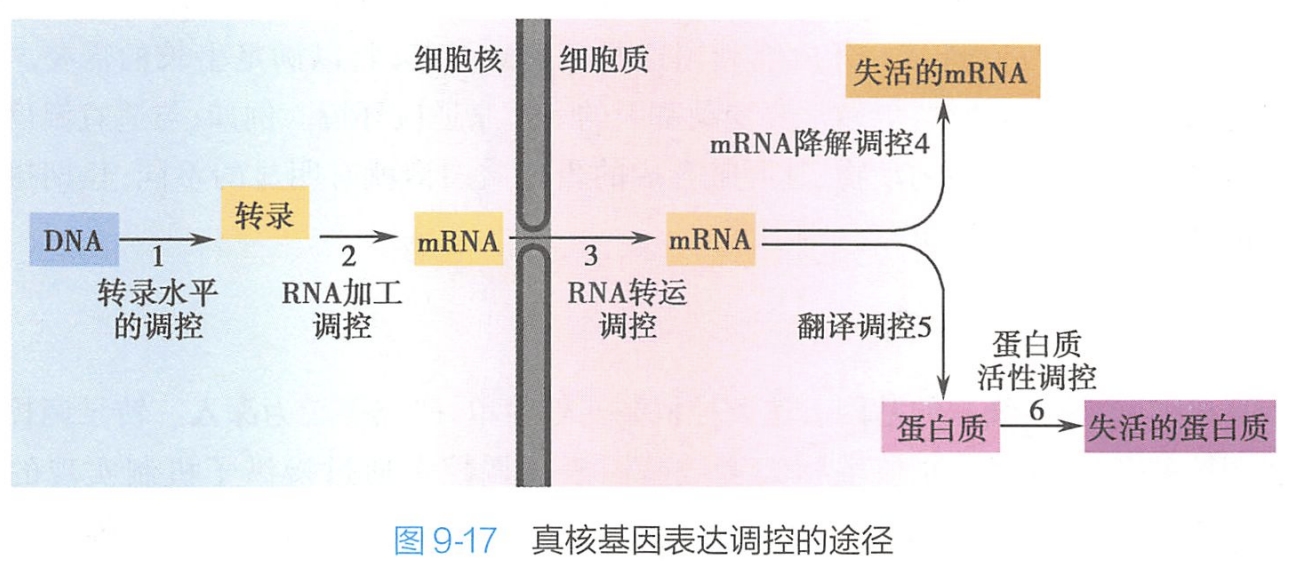 细胞核
细胞质
失活的mRNA
mRNA降解调控4
DNA
1
转录水平
的调控
转录
2
RNA加工
调控
mRNA
3
RNA转运
调控
mRNA
翻译调控5
蛋白质
蛋白质
活性调控
6
失活的蛋白质
图 9-17 真核基因表达调控的途径